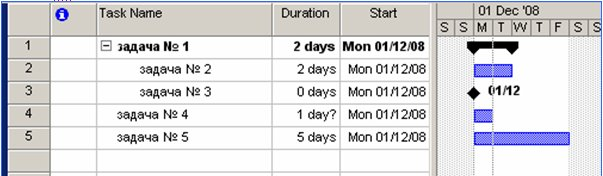 Task Name Duration Start 01 Dec '08
S S M T W T F S S
1 задача № 1 2 days Mon 01/12/08
2 задача № 2 2 days Mon 01/12/08
3 задача № 3 0 days Mon 01/12/08 01/12
4 задача № 4 1 day? Mon 01/12/08
5 задача № 5 5 days Mon 01/12/08